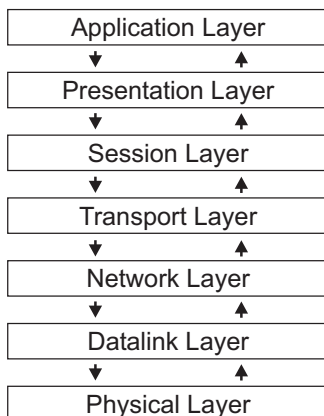 Application Layer
Presentation Layer
Session Layer
Transport Layer
Network Layer
Datalink Layer
Physical Layer